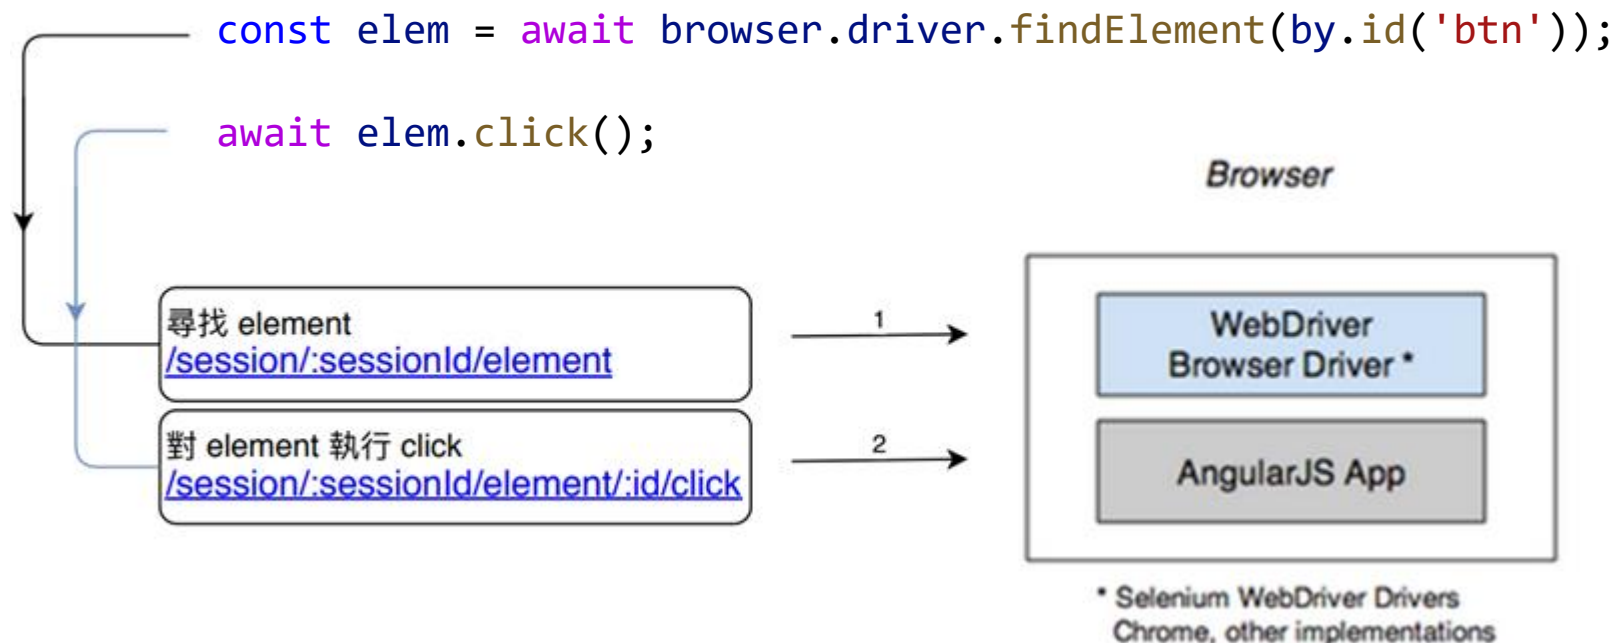 const elem = await browser.driver.findElement(by.id('btn'));
await elem.click();
Browser
尋找 element
/session/:sessionId/element
1
WebDriver
Browser Driver *
對 element 執行 click
/session/:sessionId/element/:id/click
2
AngularJS App
* Selenium WebDriver Drivers
Chrome, other implementations